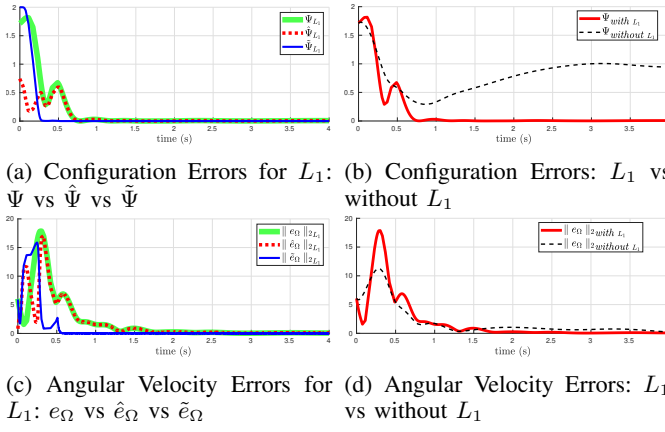 2
1.5
1
0.5
0
0 0.5 1 1.5 2 2.5 3 3.5 4
time (s)
Ψ_{L_1}
Ψ̂_{L_1}
Ψ̃_{L_1}
2
1.5
1
0.5
0
0 0.5 1 1.5 2 2.5 3 3.5
time (s)
Ψ_{with L_1}
Ψ_{without L_1}
(a) Configuration Errors for L_1:
Ψ vs Ψ̂ vs Ψ̃
(b) Configuration Errors: L_1 vs
without L_1
20
15
10
5
0
0 0.5 1 1.5 2 2.5 3 3.5 4
time (s)
‖ e_Ω ‖_{2_{L_1}}
‖ ê_Ω ‖_{2_{L_1}}
‖ ẽ_Ω ‖_{2_{L_1}}
20
15
10
5
0
0 0.5 1 1.5 2 2.5 3 3.5
time (s)
‖ e_Ω ‖_{2 with L_1}
‖ e_Ω ‖_{2 without L_1}
(c) Angular Velocity Errors for
L_1: e_Ω vs ê_Ω vs ẽ_Ω
(d) Angular Velocity Errors: L_1
vs without L_1